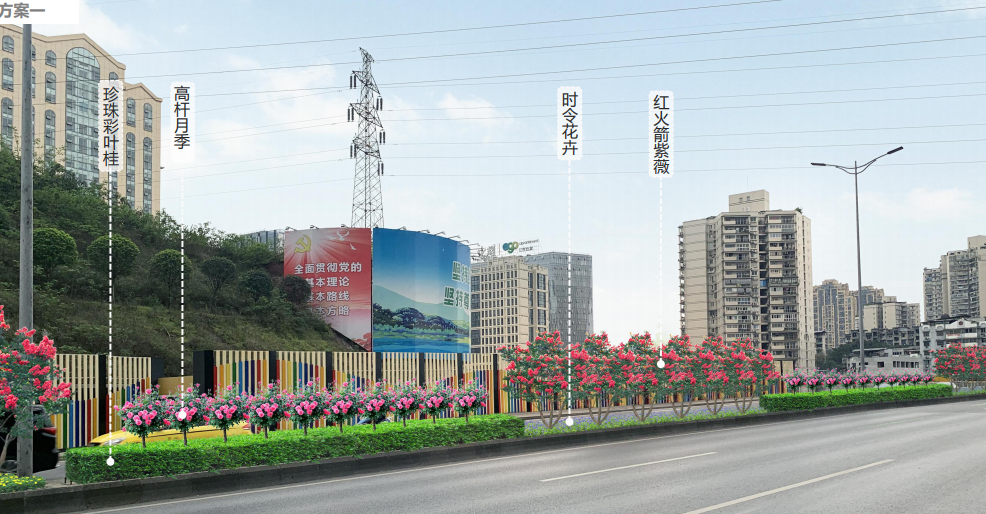 方案一
珍珠彩叶桂
高杆月季
时令花卉
红火箭紫薇
全面贯彻党的
基本理论
基本路线
基本方略
坚持
坚持